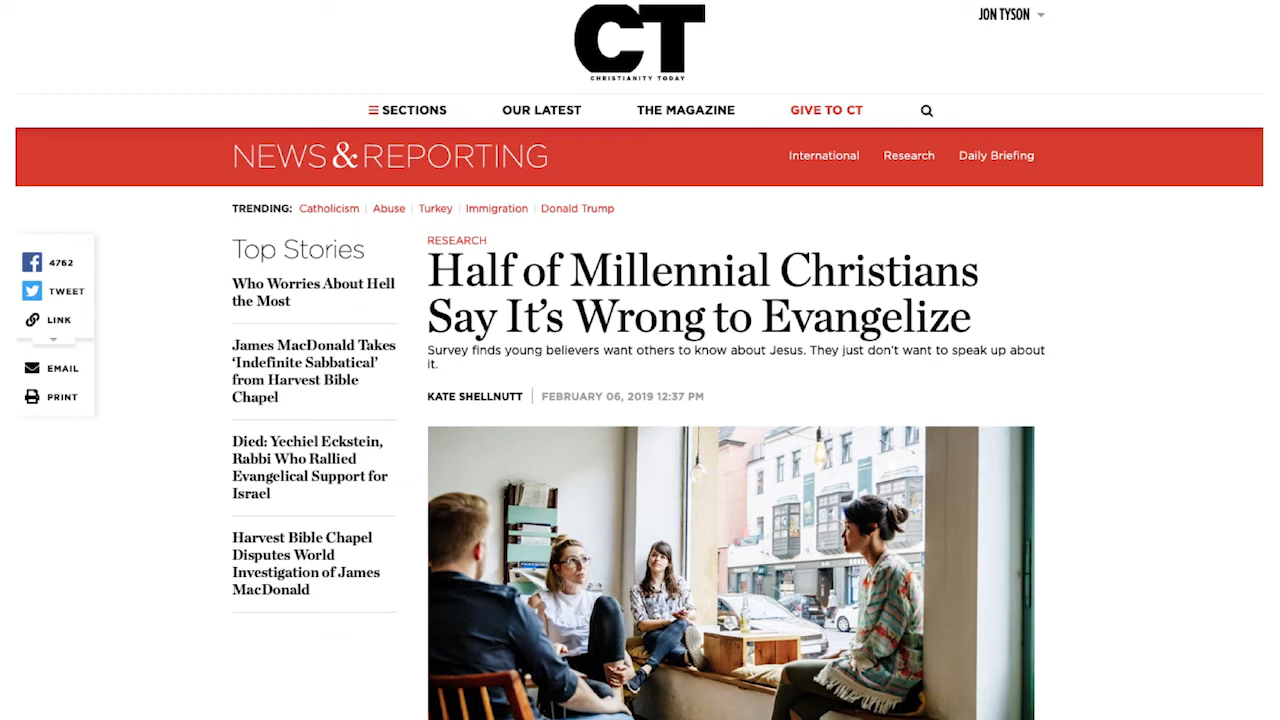 CT
CHRISTIANITY TODAY
JON TYSON
SECTIONS
OUR LATEST
THE MAGAZINE
GIVE TO CT
NEWS & REPORTING
International
Research
Daily Briefing
TRENDING: Catholicism | Abuse | Turkey | Immigration | Donald Trump
4762
TWEET
LINK
EMAIL
PRINT
Top Stories
Who Worries About Hell
the Most
James MacDonald Takes
‘Indefinite Sabbatical’
from Harvest Bible
Chapel
Died: Yechiel Eckstein,
Rabbi Who Rallied
Evangelical Support for
Israel
Harvest Bible Chapel
Disputes World
Investigation of James
MacDonald
RESEARCH
Half of Millennial Christians
Say It’s Wrong to Evangelize
Survey finds young believers want others to know about Jesus. They just don’t want to speak up about
it.
KATE SHELLNUTT | FEBRUARY 06, 2019 12:37 PM